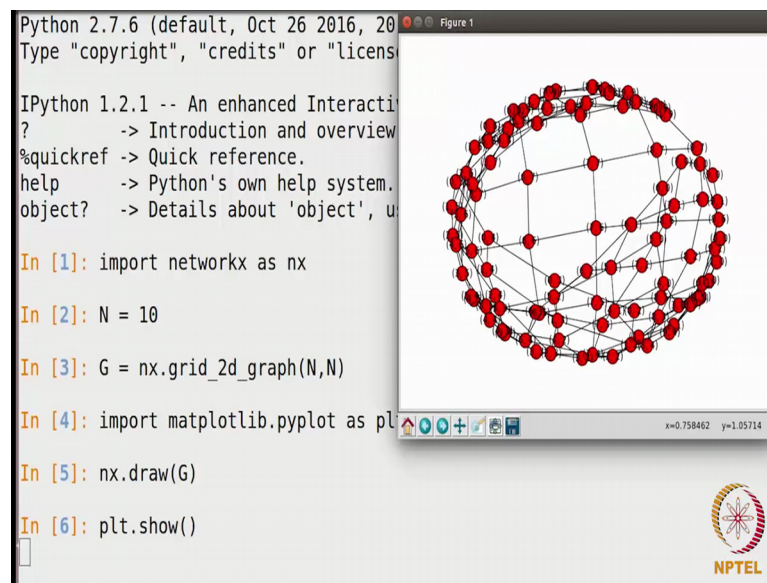 Python 2.7.6 (default, Oct 26 2016, 20
Type "copyright", "credits" or "licens
IPython 1.2.1 -- An enhanced Interacti
? -> Introduction and overview
%quickref -> Quick reference.
help -> Python's own help system.
object? -> Details about 'object', u
In [1]: import networkx as nx
In [2]: N = 10
In [3]: G = nx.grid_2d_graph(N,N)
In [4]: import matplotlib.pyplot as pl
In [5]: nx.draw(G)
In [6]: plt.show()
Figure 1
x=0.758462 y=1.05714
NPTEL